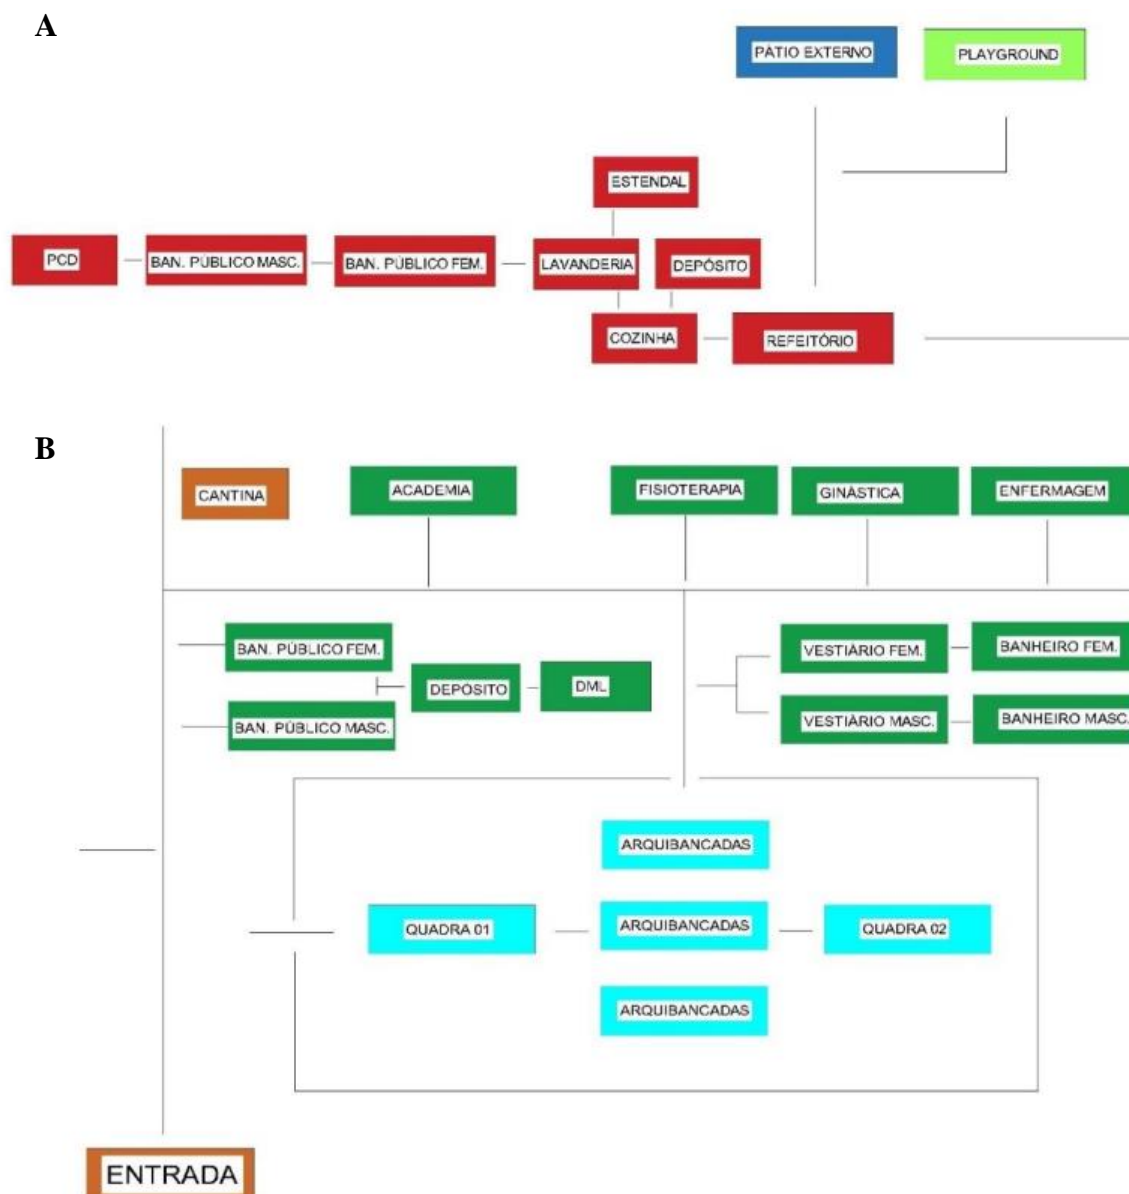 A
PÁTIO EXTERNO
PLAYGROUND
ESTENDAL
PCD
BAN. PÚBLICO MASC.
BAN. PÚBLICO FEM.
LAVANDERIA
DEPÓSITO
COZINHA
REFEITÓRIO
B
CANTINA
ACADEMIA
FISIOTERAPIA
GINÁSTICA
ENFERMAGEM
BAN. PÚBLICO FEM.
DEPÓSITO
DML
BAN. PÚBLICO MASC.
VESTIÁRIO FEM.
BANHEIRO FEM.
VESTIÁRIO MASC.
BANHEIRO MASC.
ARQUIBANCADAS
QUADRA 01
ARQUIBANCADAS
QUADRA 02
ARQUIBANCADAS
ENTRADA